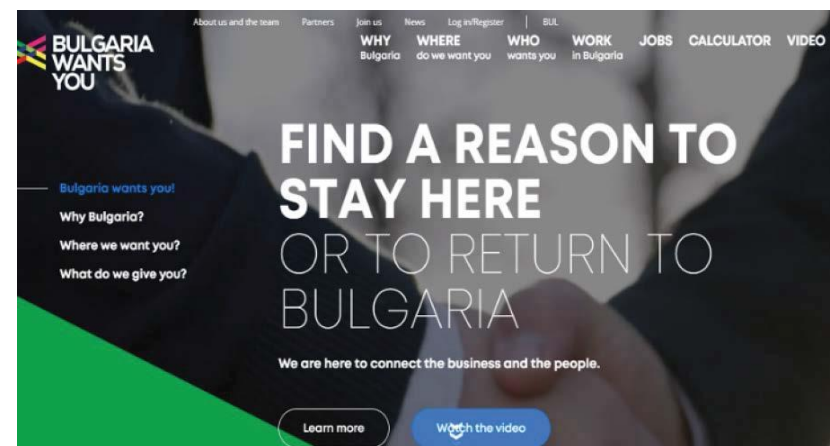 About us and the team Partners Join us News Log in/Register | BUL
BULGARIA
WANTS
YOU
WHY
Bulgaria
WHERE
do we want you
WHO
wants you
WORK
in Bulgaria
JOBS
CALCULATOR
VIDEO
Bulgaria wants you!
Why Bulgaria?
Where we want you?
What do we give you?
FIND A REASON TO
STAY HERE
OR TO RETURN TO
BULGARIA
We are here to connect the business and the people.
Learn more
Watch the video